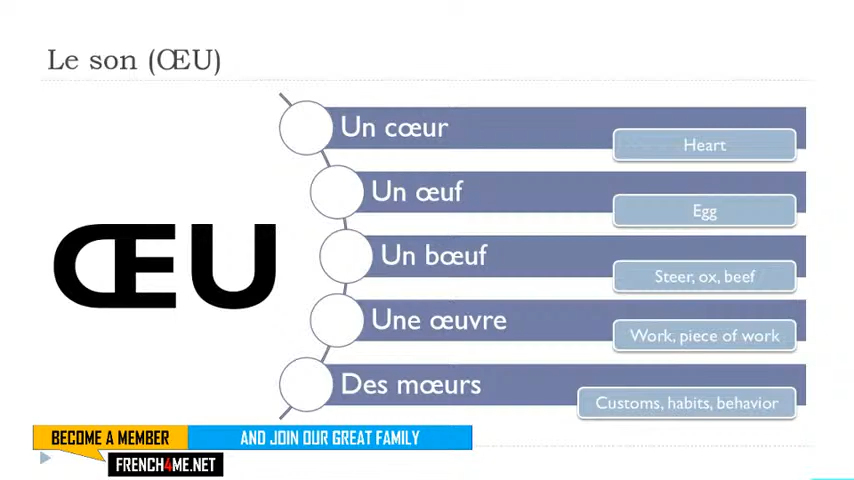 Le son (ŒU)
ŒU
Un cœur
Heart
Un œuf
Egg
Un bœuf
Steer, ox, beef
Une œuvre
Work, piece of work
Des mœurs
Customs, habits, behavior
BECOME A MEMBER
AND JOIN OUR GREAT FAMILY
FRENCH4ME.NET